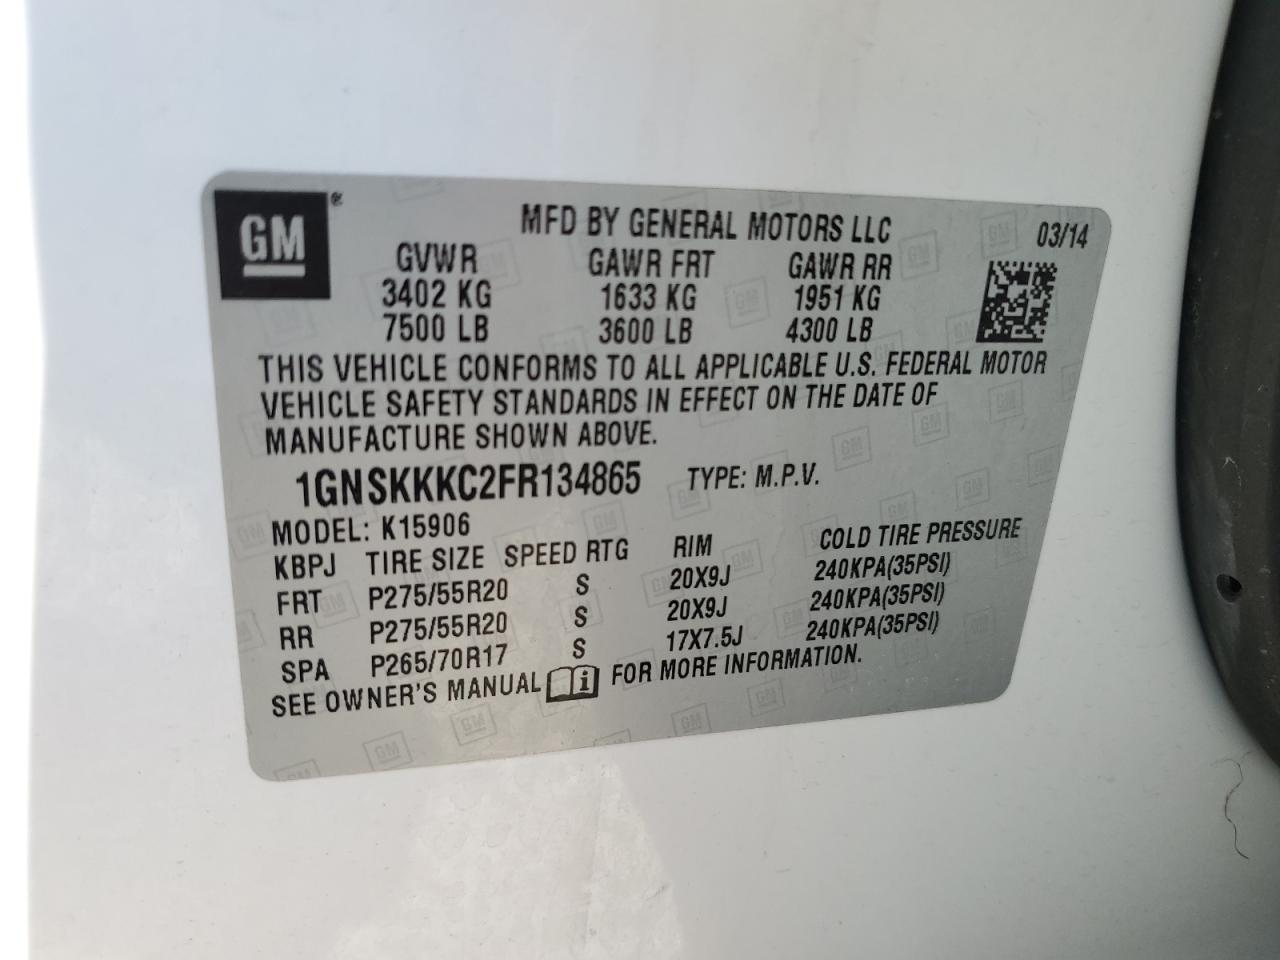 GM ®
MFD BY GENERAL MOTORS LLC
03/14
GVWR GAWR FRT GAWR RR
3402 KG 1633 KG 1951 KG
7500 LB 3600 LB 4300 LB
THIS VEHICLE CONFORMS TO ALL APPLICABLE U.S. FEDERAL MOTOR
VEHICLE SAFETY STANDARDS IN EFFECT ON THE DATE OF
MANUFACTURE SHOWN ABOVE.
1GNSKKKC2FR134865 TYPE: M.P.V.
MODEL: K15906
KBPJ TIRE SIZE SPEED RTG RIM COLD TIRE PRESSURE
FRT P275/55R20 S 20X9J 240KPA(35PSI)
RR P275/55R20 S 20X9J 240KPA(35PSI)
SPA P265/70R17 S 17X7.5J 240KPA(35PSI)
SEE OWNER'S MANUAL i FOR MORE INFORMATION.